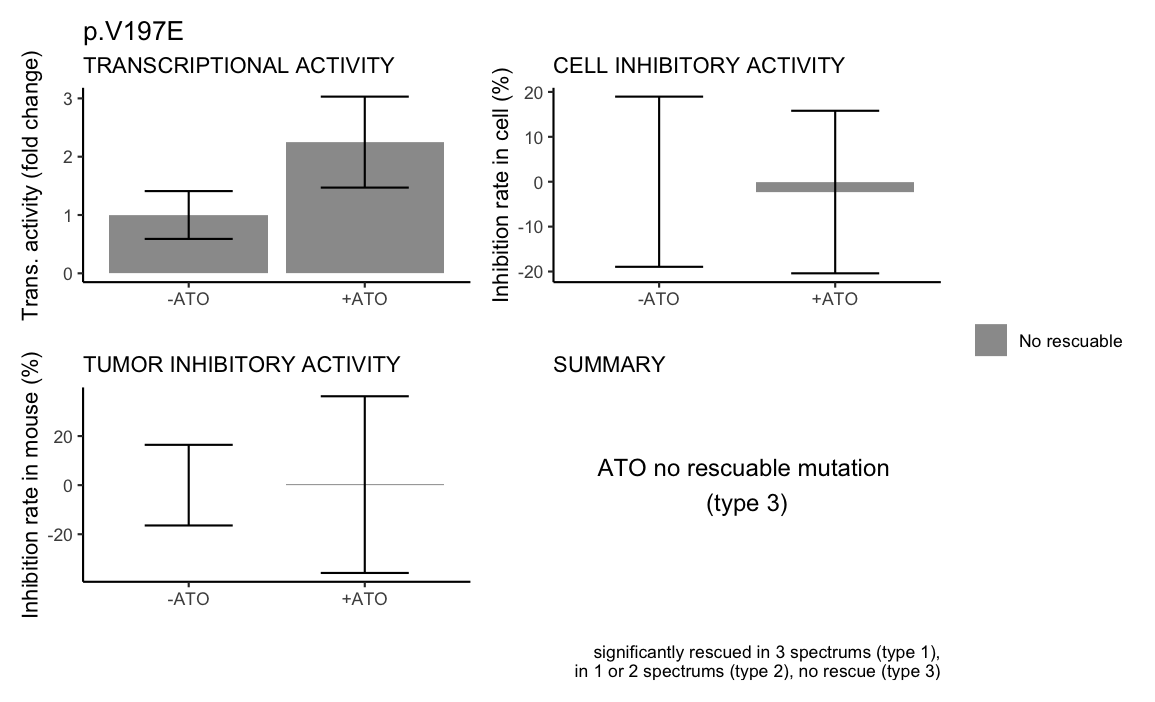 p.V197E
TRANSCRIPTIONAL ACTIVITY
Trans. activity (fold change)
3
2
1
0
-ATO
+ATO
CELL INHIBITORY ACTIVITY
Inhibition rate in cell (%)
20
10
0
-10
-20
-ATO
+ATO
No rescuable
TUMOR INHIBITORY ACTIVITY
Inhibition rate in mouse (%)
20
0
-20
-ATO
+ATO
SUMMARY
ATO no rescuable mutation
(type 3)
significantly rescued in 3 spectrums (type 1),
in 1 or 2 spectrums (type 2), no rescue (type 3)